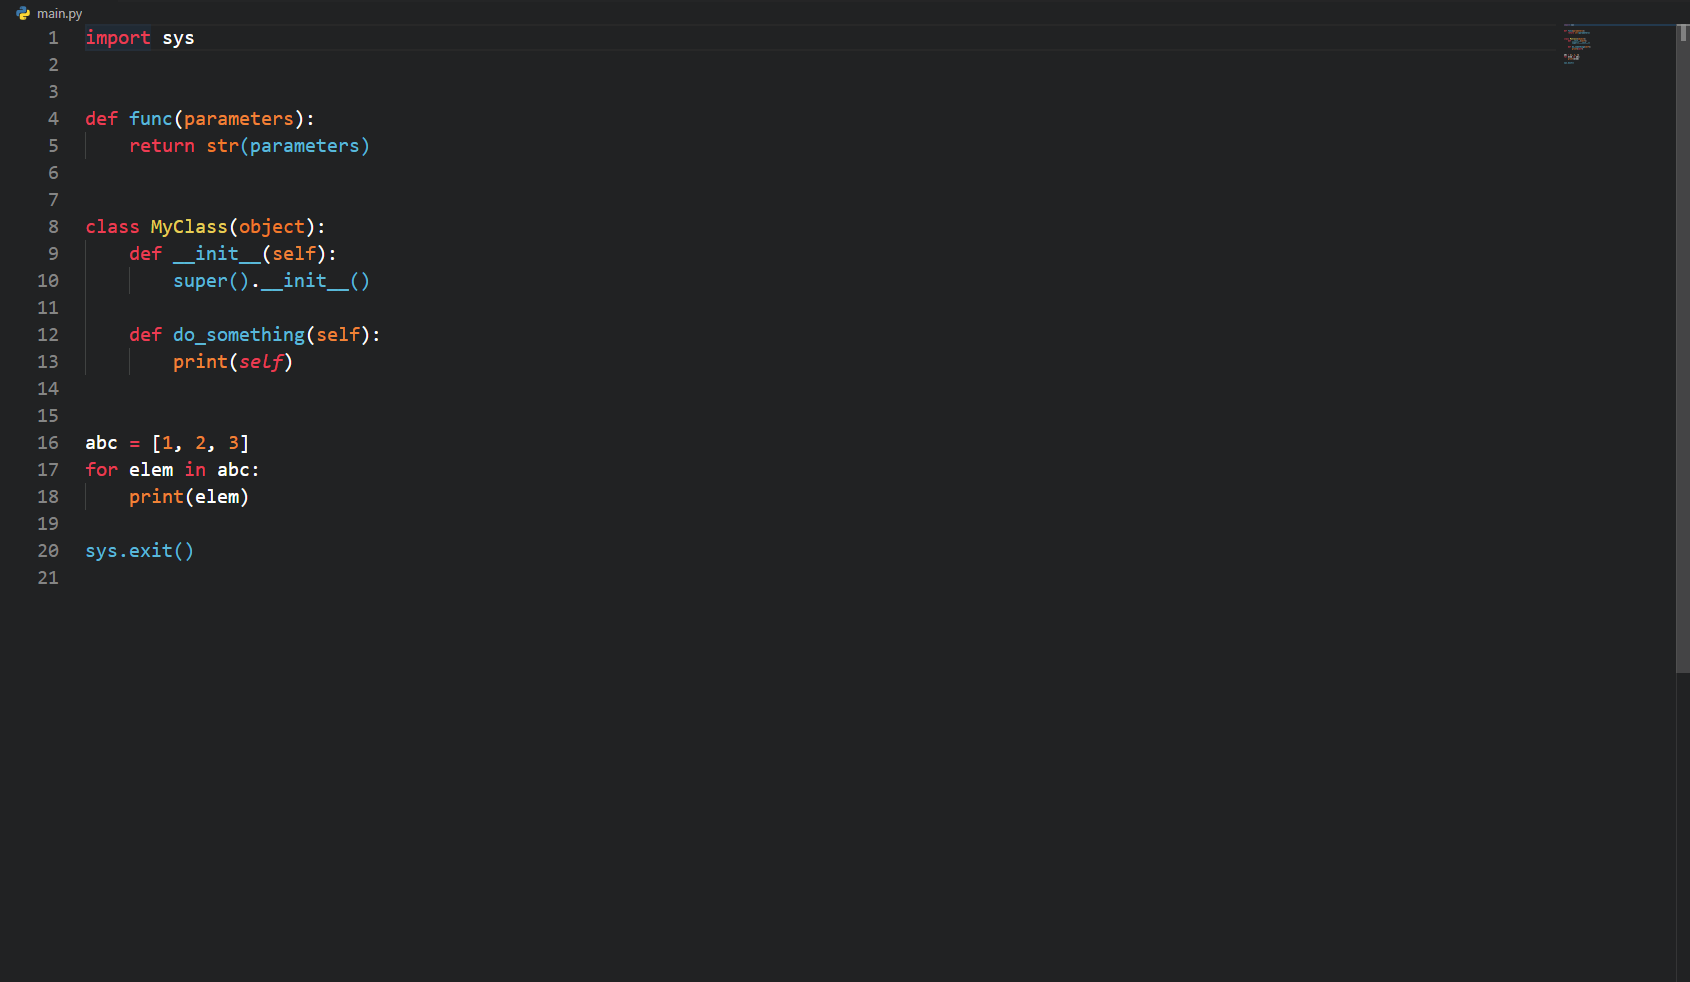 main.py
1 import sys
2
3
4 def func(parameters):
5     return str(parameters)
6
7
8 class MyClass(object):
9     def __init__(self):
10         super().__init__()
11
12     def do_something(self):
13         print(self)
14
15
16 abc = [1, 2, 3]
17 for elem in abc:
18     print(elem)
19
20 sys.exit()
21